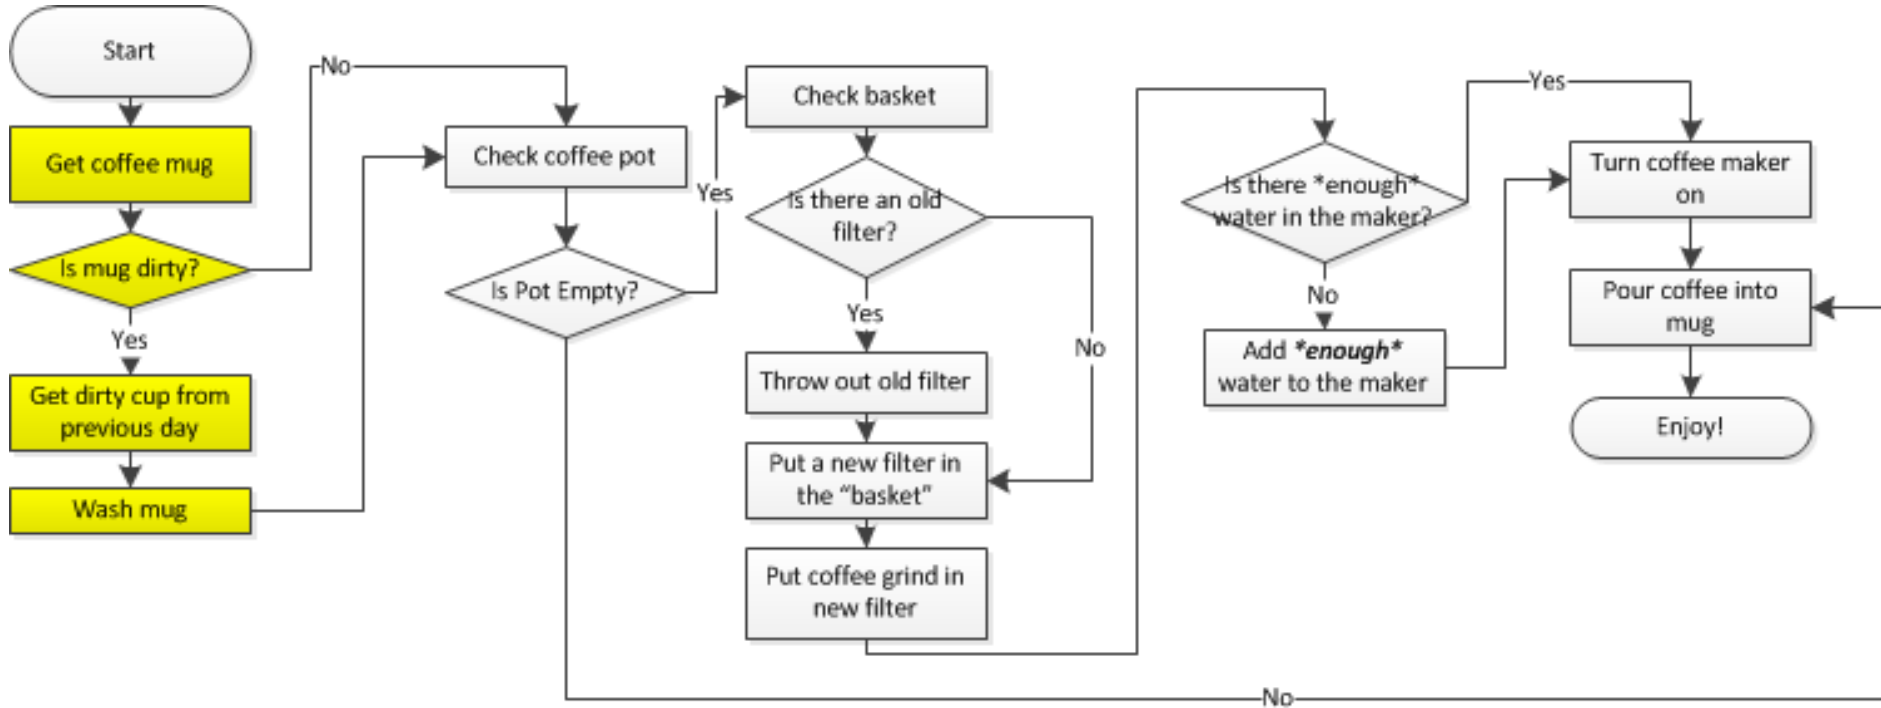 Start
Get coffee mug
Is mug dirty?
No
Yes
Get dirty cup from
previous day
Wash mug
Check coffee pot
Is Pot Empty?
Yes
No
Check basket
Is there an old
filter?
Yes
No
Throw out old filter
Put a new filter in
the “basket”
Put coffee grind in
new filter
Is there *enough*
water in the maker?
Yes
No
Add *enough*
water to the maker
Turn coffee maker
on
Pour coffee into
mug
Enjoy!